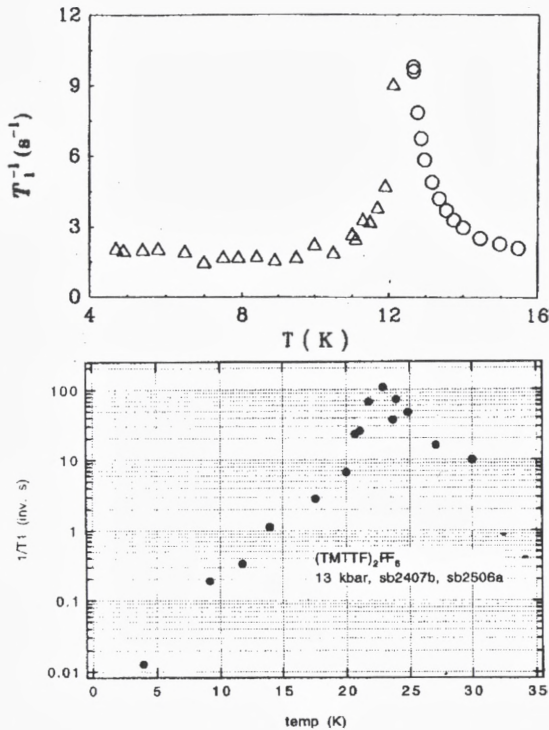 12
9
6
3
0
T₁⁻¹ (s⁻¹)
4 8 12 16
T (K)
100
10
1
0.1
0.01
1/T1 (inv. s)
(TMTTF)₂PF₆
13 kbar, sb2407b, sb2506a
0 5 10 15 20 25 30 35
temp (K)